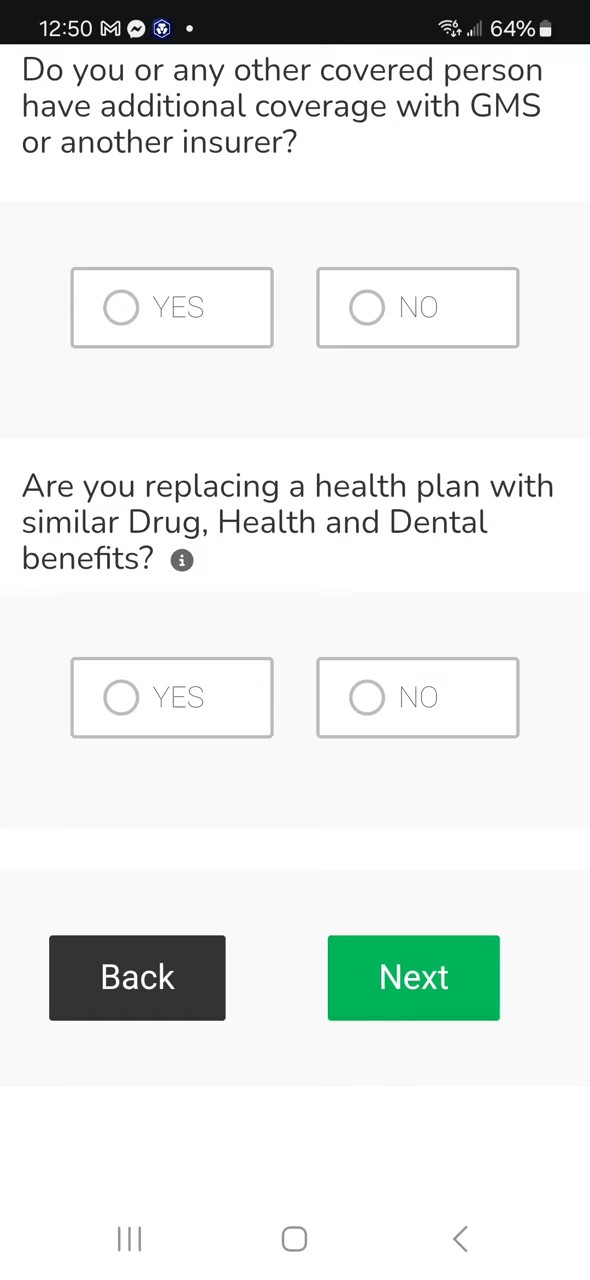 12:50 64%
Do you or any other covered person
have additional coverage with GMS
or another insurer?
YES NO
Are you replacing a health plan with
similar Drug, Health and Dental
benefits?
YES NO
Back Next